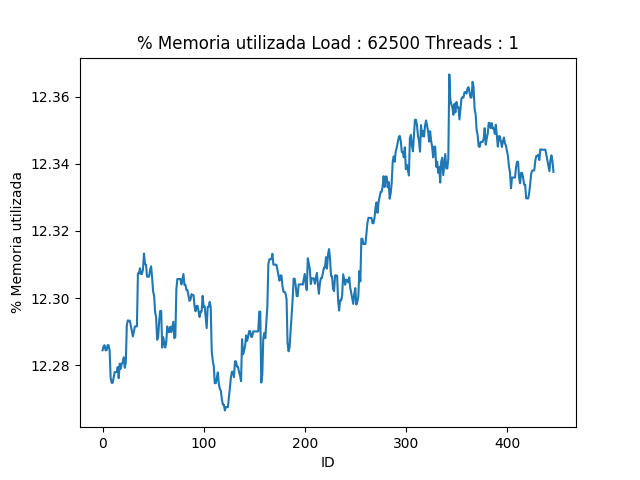 % Memoria utilizada Load : 62500 Threads : 1
12.36
12.34
12.32
12.30
12.28
% Memoria utilizada
0 100 200 300 400
ID